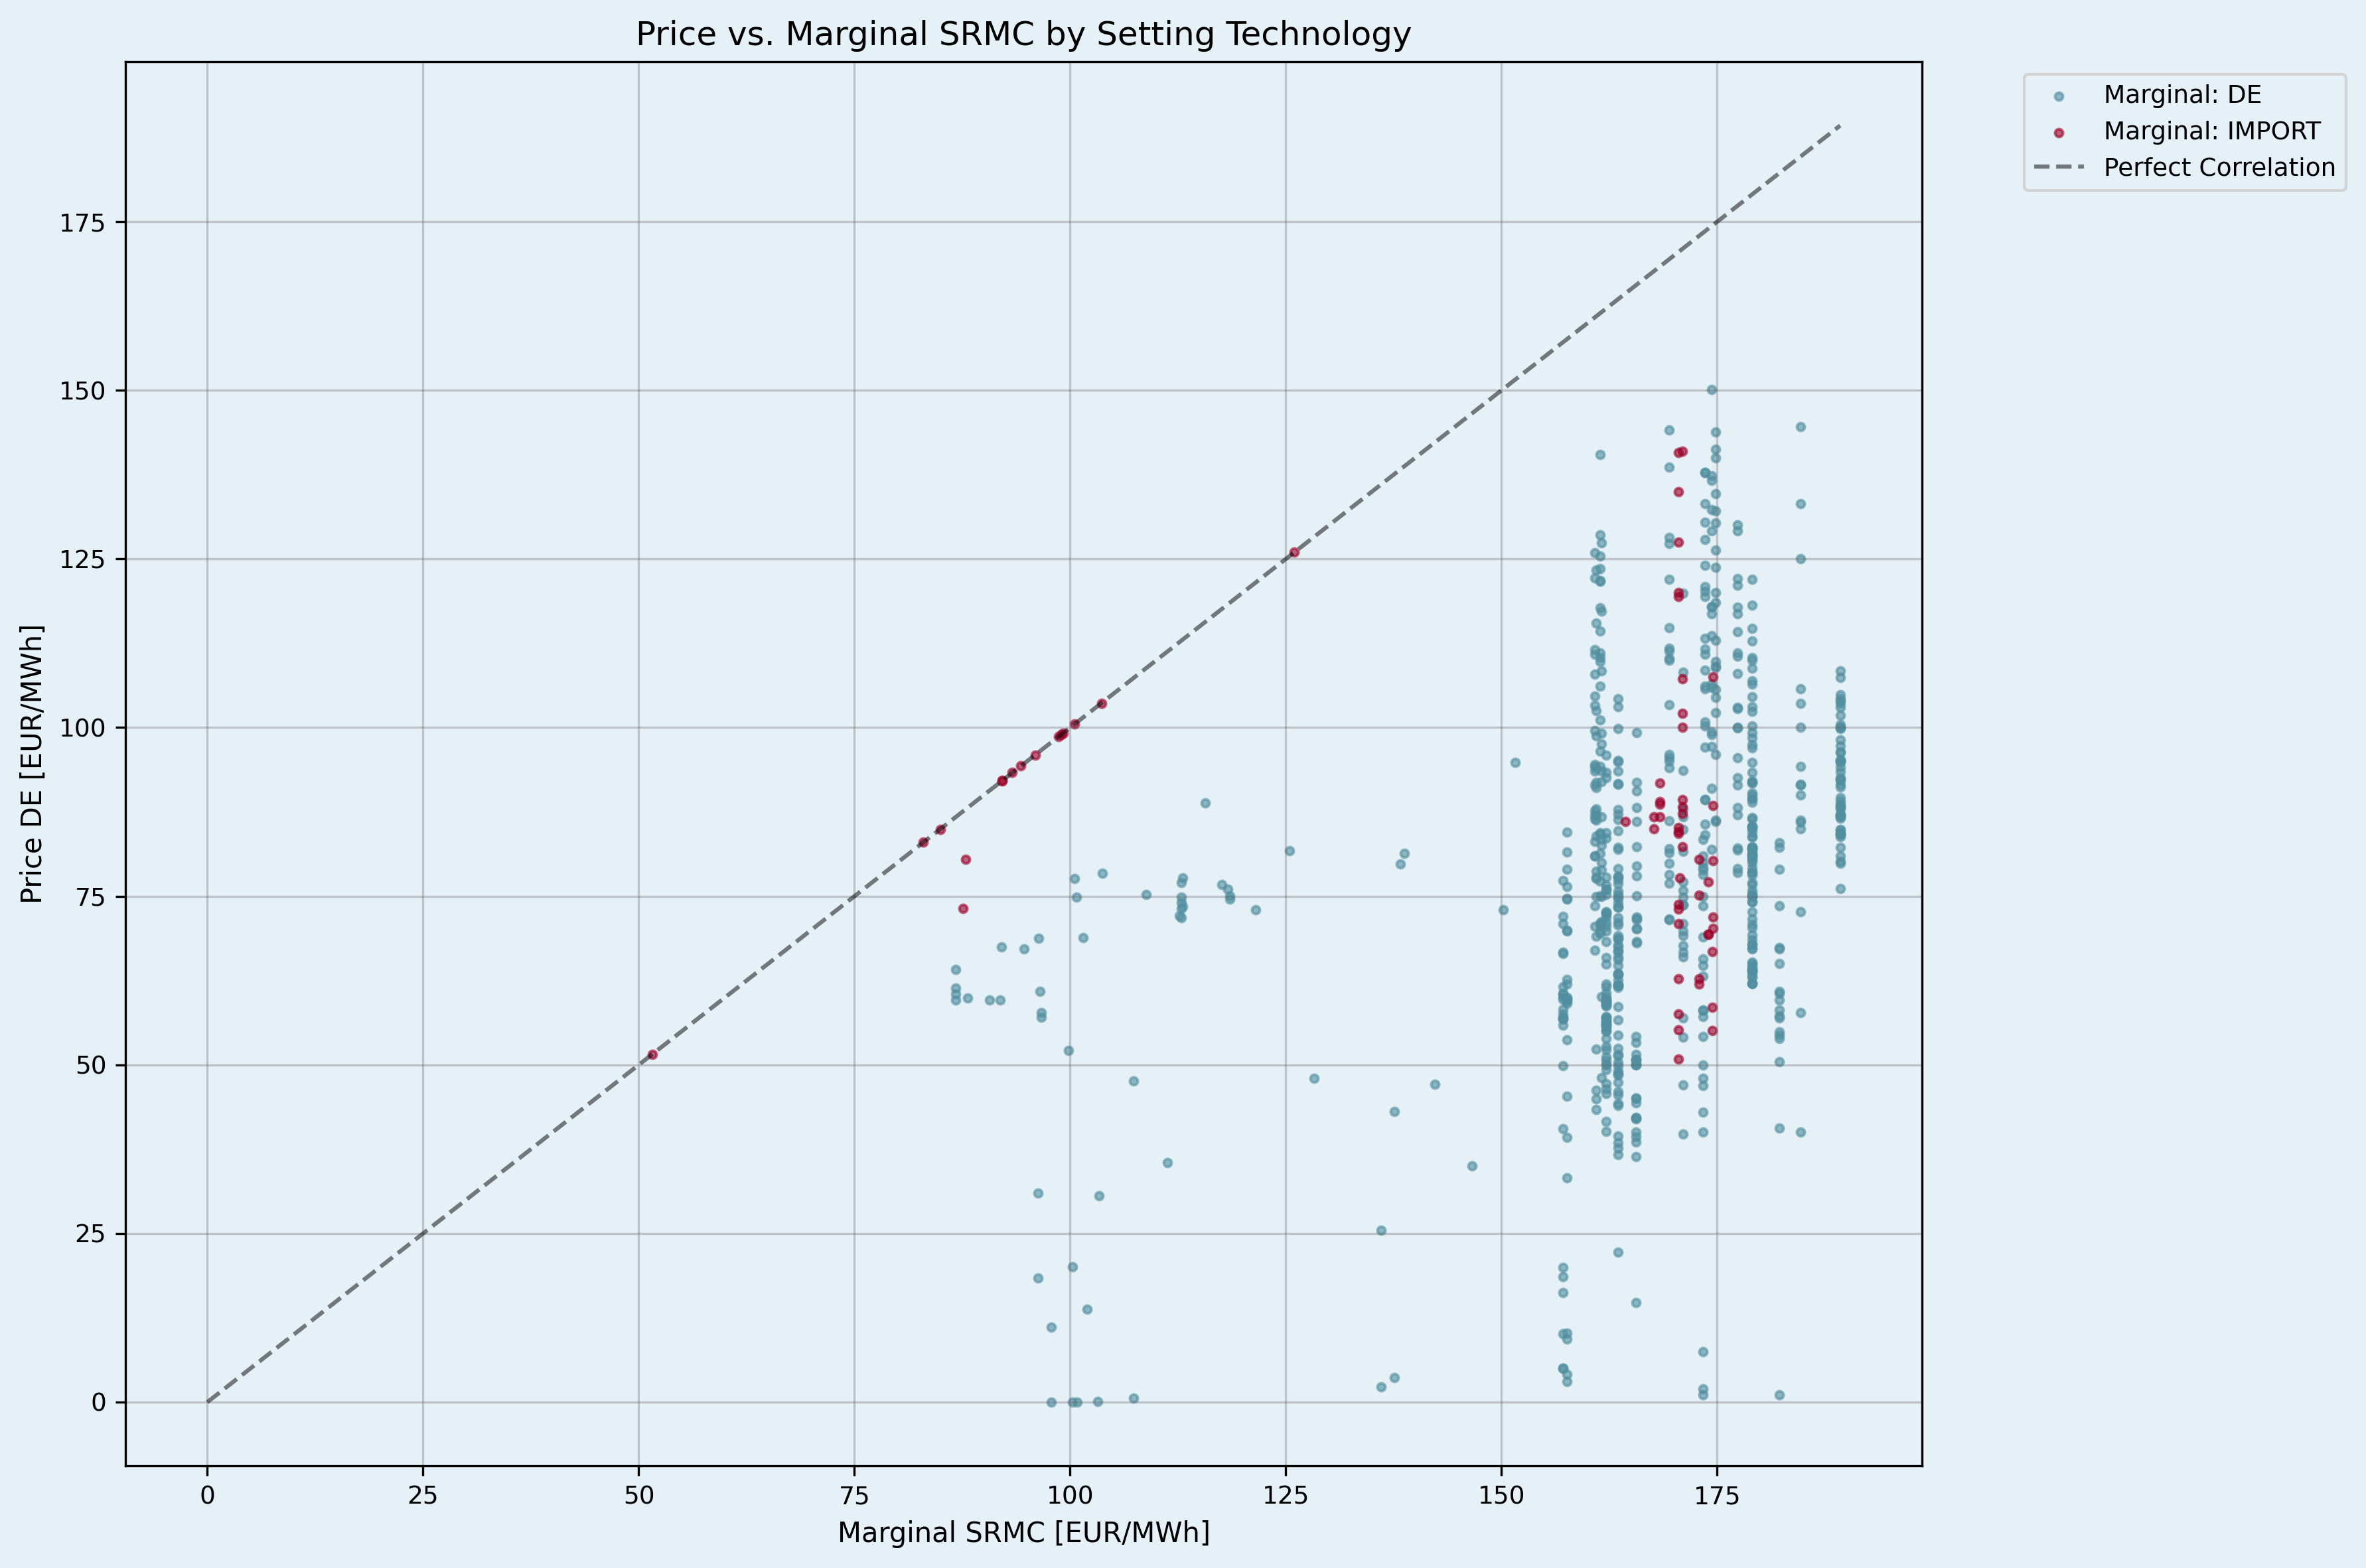 Price vs. Marginal SRMC by Setting Technology
Marginal: DE
Marginal: IMPORT
Perfect Correlation
Price DE [EUR/MWh]
175
150
125
100
75
50
25
0
0 25 50 75 100 125 150 175
Marginal SRMC [EUR/MWh]